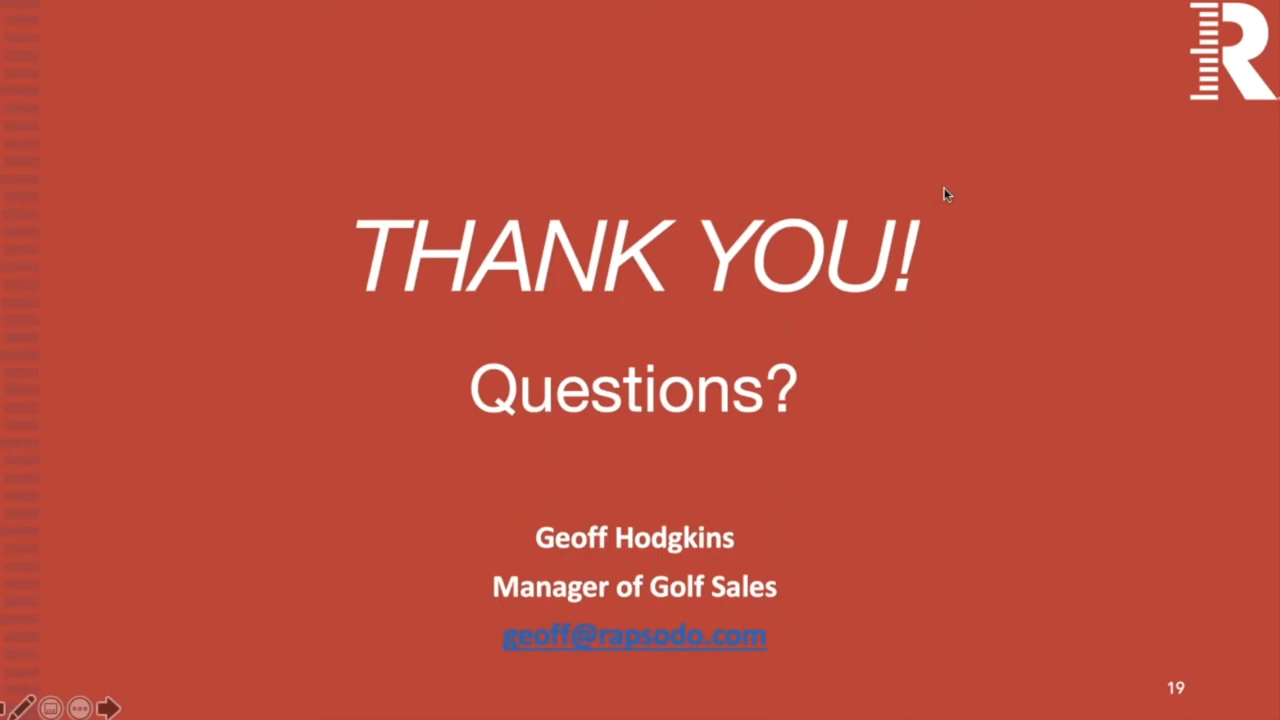 R
THANK YOU!
Questions?
Geoff Hodgkins
Manager of Golf Sales
geoff@rapsodo.com
19